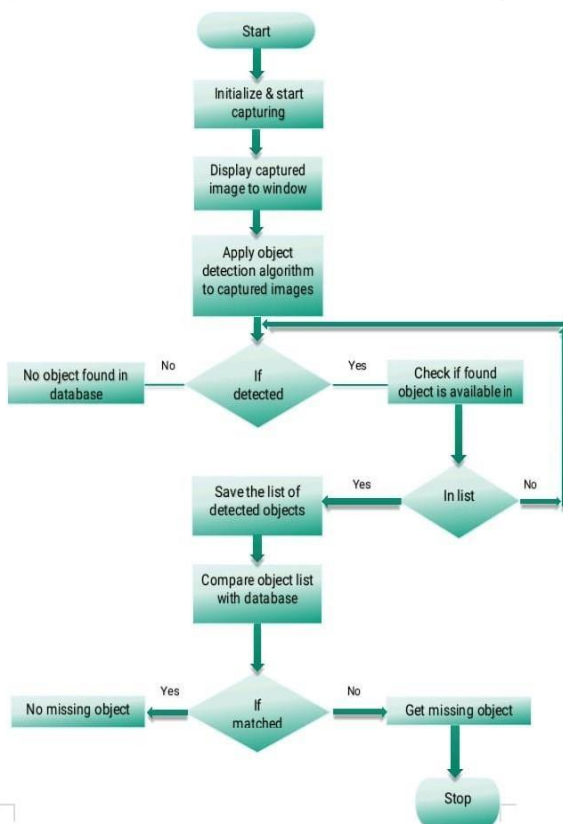 Start
Initialize & start
capturing
Display captured
image to window
Apply object
detection algorithm
to captured images
No
Yes
No object found in
database
If
detected
Check if found
object is available in
Yes
No
Save the list of
detected objects
In list
Compare object list
with database
Yes
No
No missing object
If
matched
Get missing object
Stop